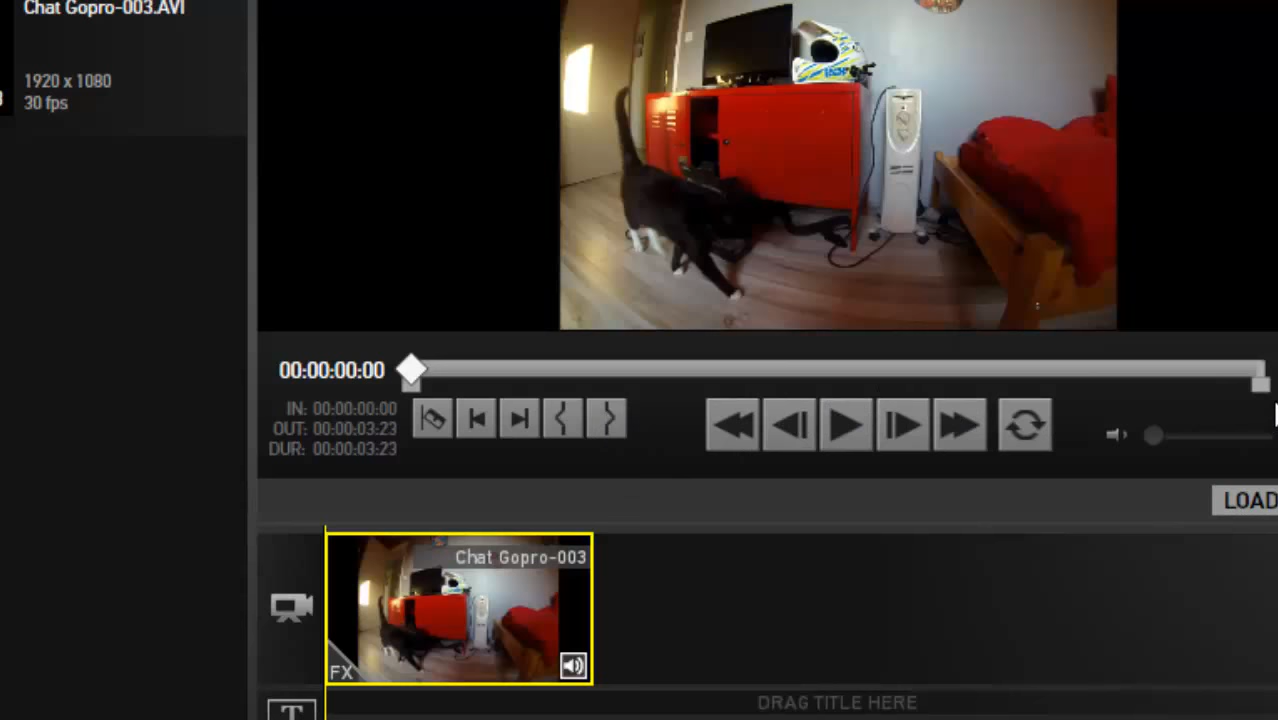 Chat Gopro-003.AVI
1920 x 1080
30 fps
00:00:00:00
IN: 00:00:00:00
OUT: 00:00:03:23
DUR: 00:00:03:23
LOAD
Chat Gopro-003
FX
T
DRAG TITLE HERE